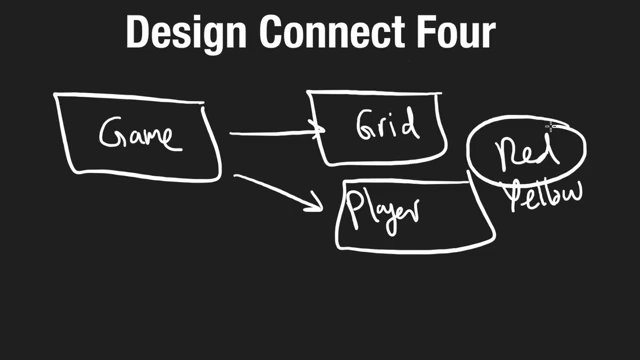 Design Connect Four
Game
Grid
Red
Yellow
Player